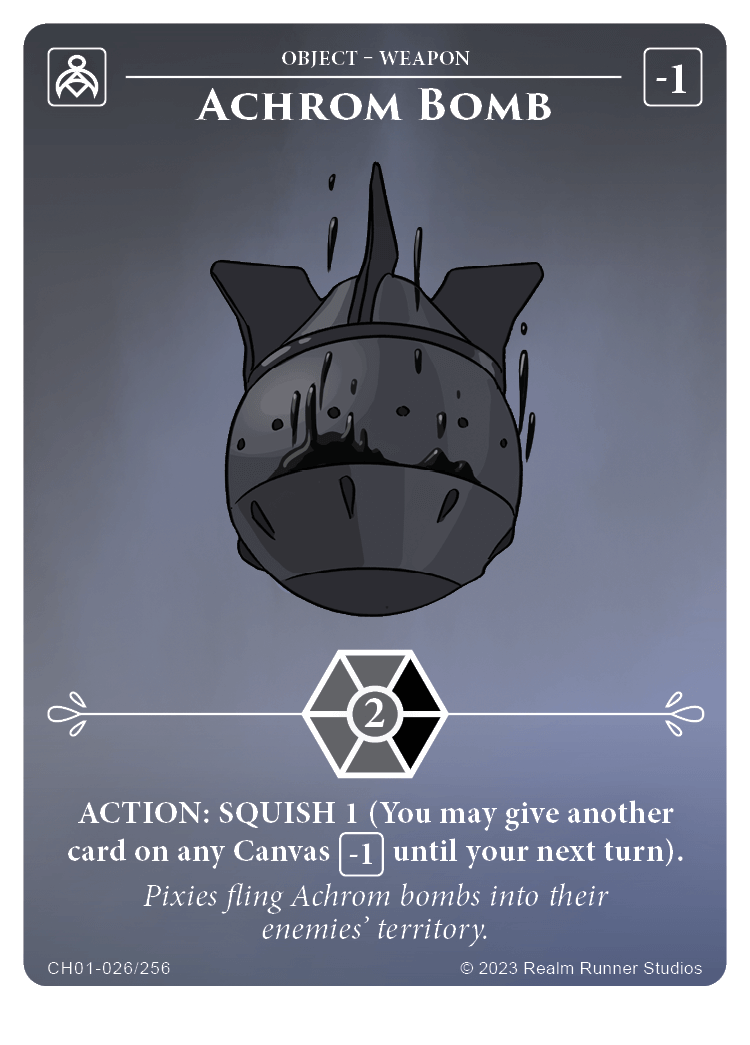 OBJECT – WEAPON
-1
ACHROM BOMB
2
ACTION: SQUISH 1 (You may give another
card on any Canvas -1 until your next turn).
Pixies fling Achrom bombs into their
enemies’ territory.
CH01-026/256
© 2023 Realm Runner Studios